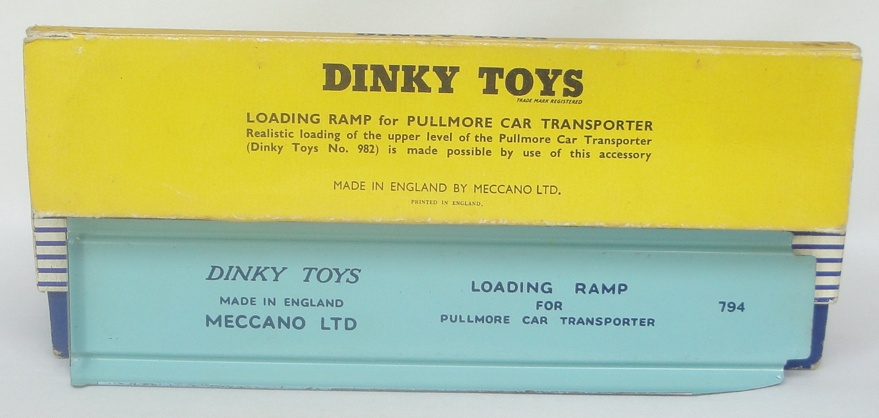 DINKY TOYS
TRADE MARK REGISTERED
LOADING RAMP for PULLMORE CAR TRANSPORTER
Realistic loading of the upper level of the Pullmore Car Transporter
(Dinky Toys No. 982) is made possible by use of this accessory
MADE IN ENGLAND BY MECCANO LTD.
PRINTED IN ENGLAND.
DINKY TOYS
MADE IN ENGLAND
MECCANO LTD
LOADING RAMP
FOR
PULLMORE CAR TRANSPORTER
794